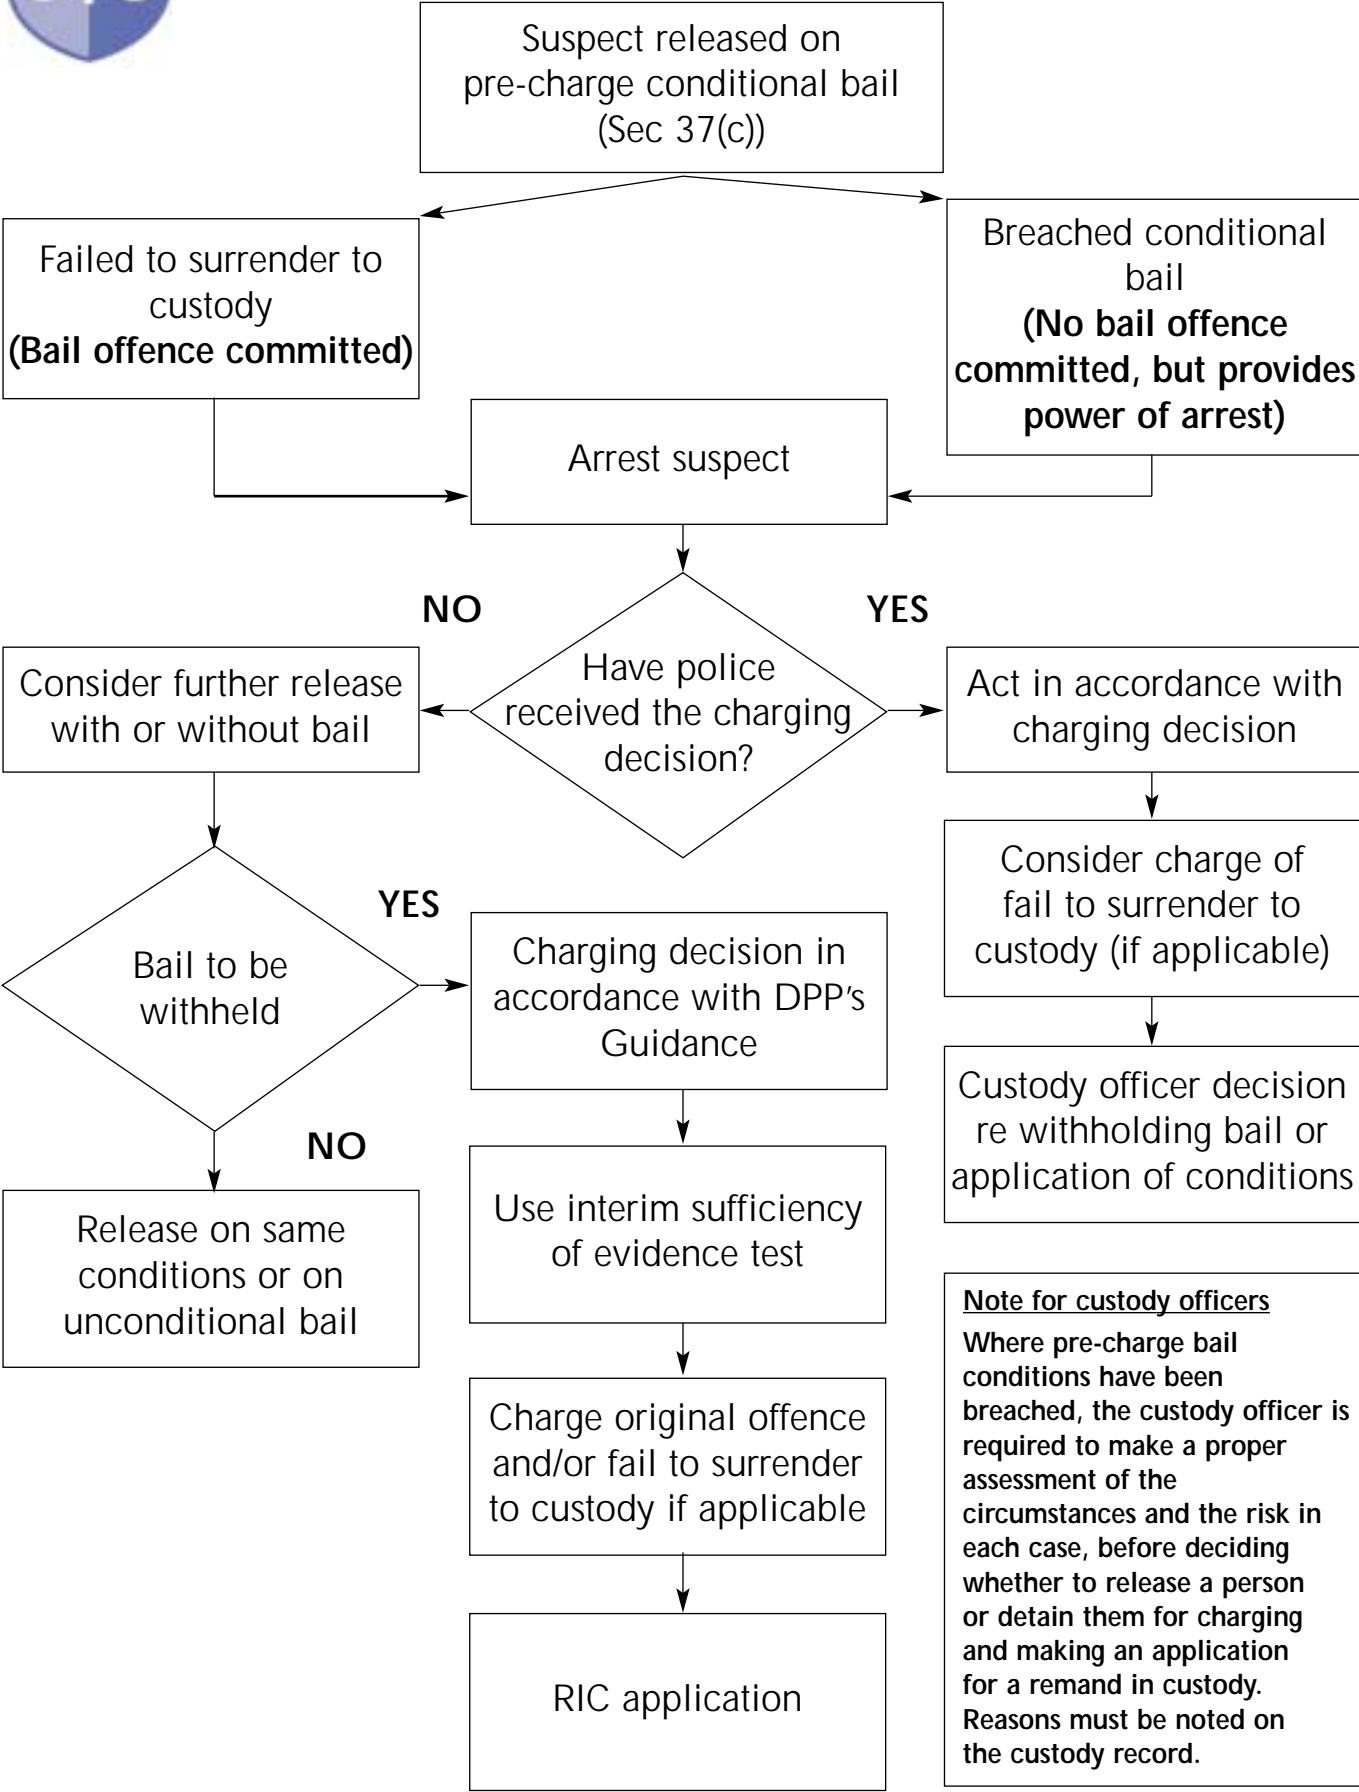 Suspect released on
pre-charge conditional bail
(Sec 37(c))
Failed to surrender to
custody
(Bail offence committed)
Breached conditional
bail
(No bail offence
committed, but provides
power of arrest)
Arrest suspect
NO
YES
Have police
received the charging
decision?
Consider further release
with or without bail
Act in accordance with
charging decision
Consider charge of
fail to surrender to
custody (if applicable)
Custody officer decision
re withholding bail or
application of conditions
Bail to be
withheld
YES
NO
Charging decision in
accordance with DPP's
Guidance
Use interim sufficiency
of evidence test
Charge original offence
and/or fail to surrender
to custody if applicable
RIC application
Release on same
conditions or on
unconditional bail
Note for custody officers
Where pre-charge bail
conditions have been
breached, the custody officer is
required to make a proper
assessment of the
circumstances and the risk in
each case, before deciding
whether to release a person
or detain them for charging
and making an application
for a remand in custody.
Reasons must be noted on
the custody record.